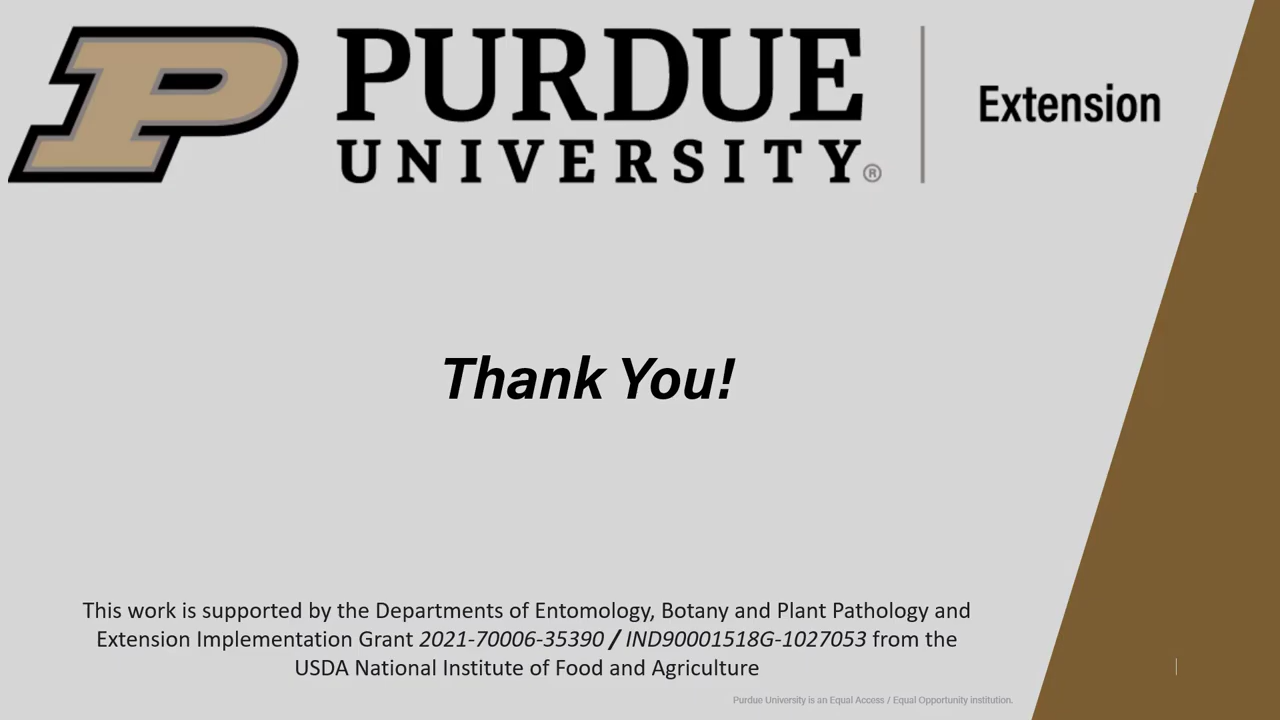 P PURDUE UNIVERSITY® | Extension
Thank You!
This work is supported by the Departments of Entomology, Botany and Plant Pathology and
Extension Implementation Grant 2021-70006-35390 / IND90001518G-1027053 from the
USDA National Institute of Food and Agriculture
Purdue University is an Equal Access / Equal Opportunity institution.